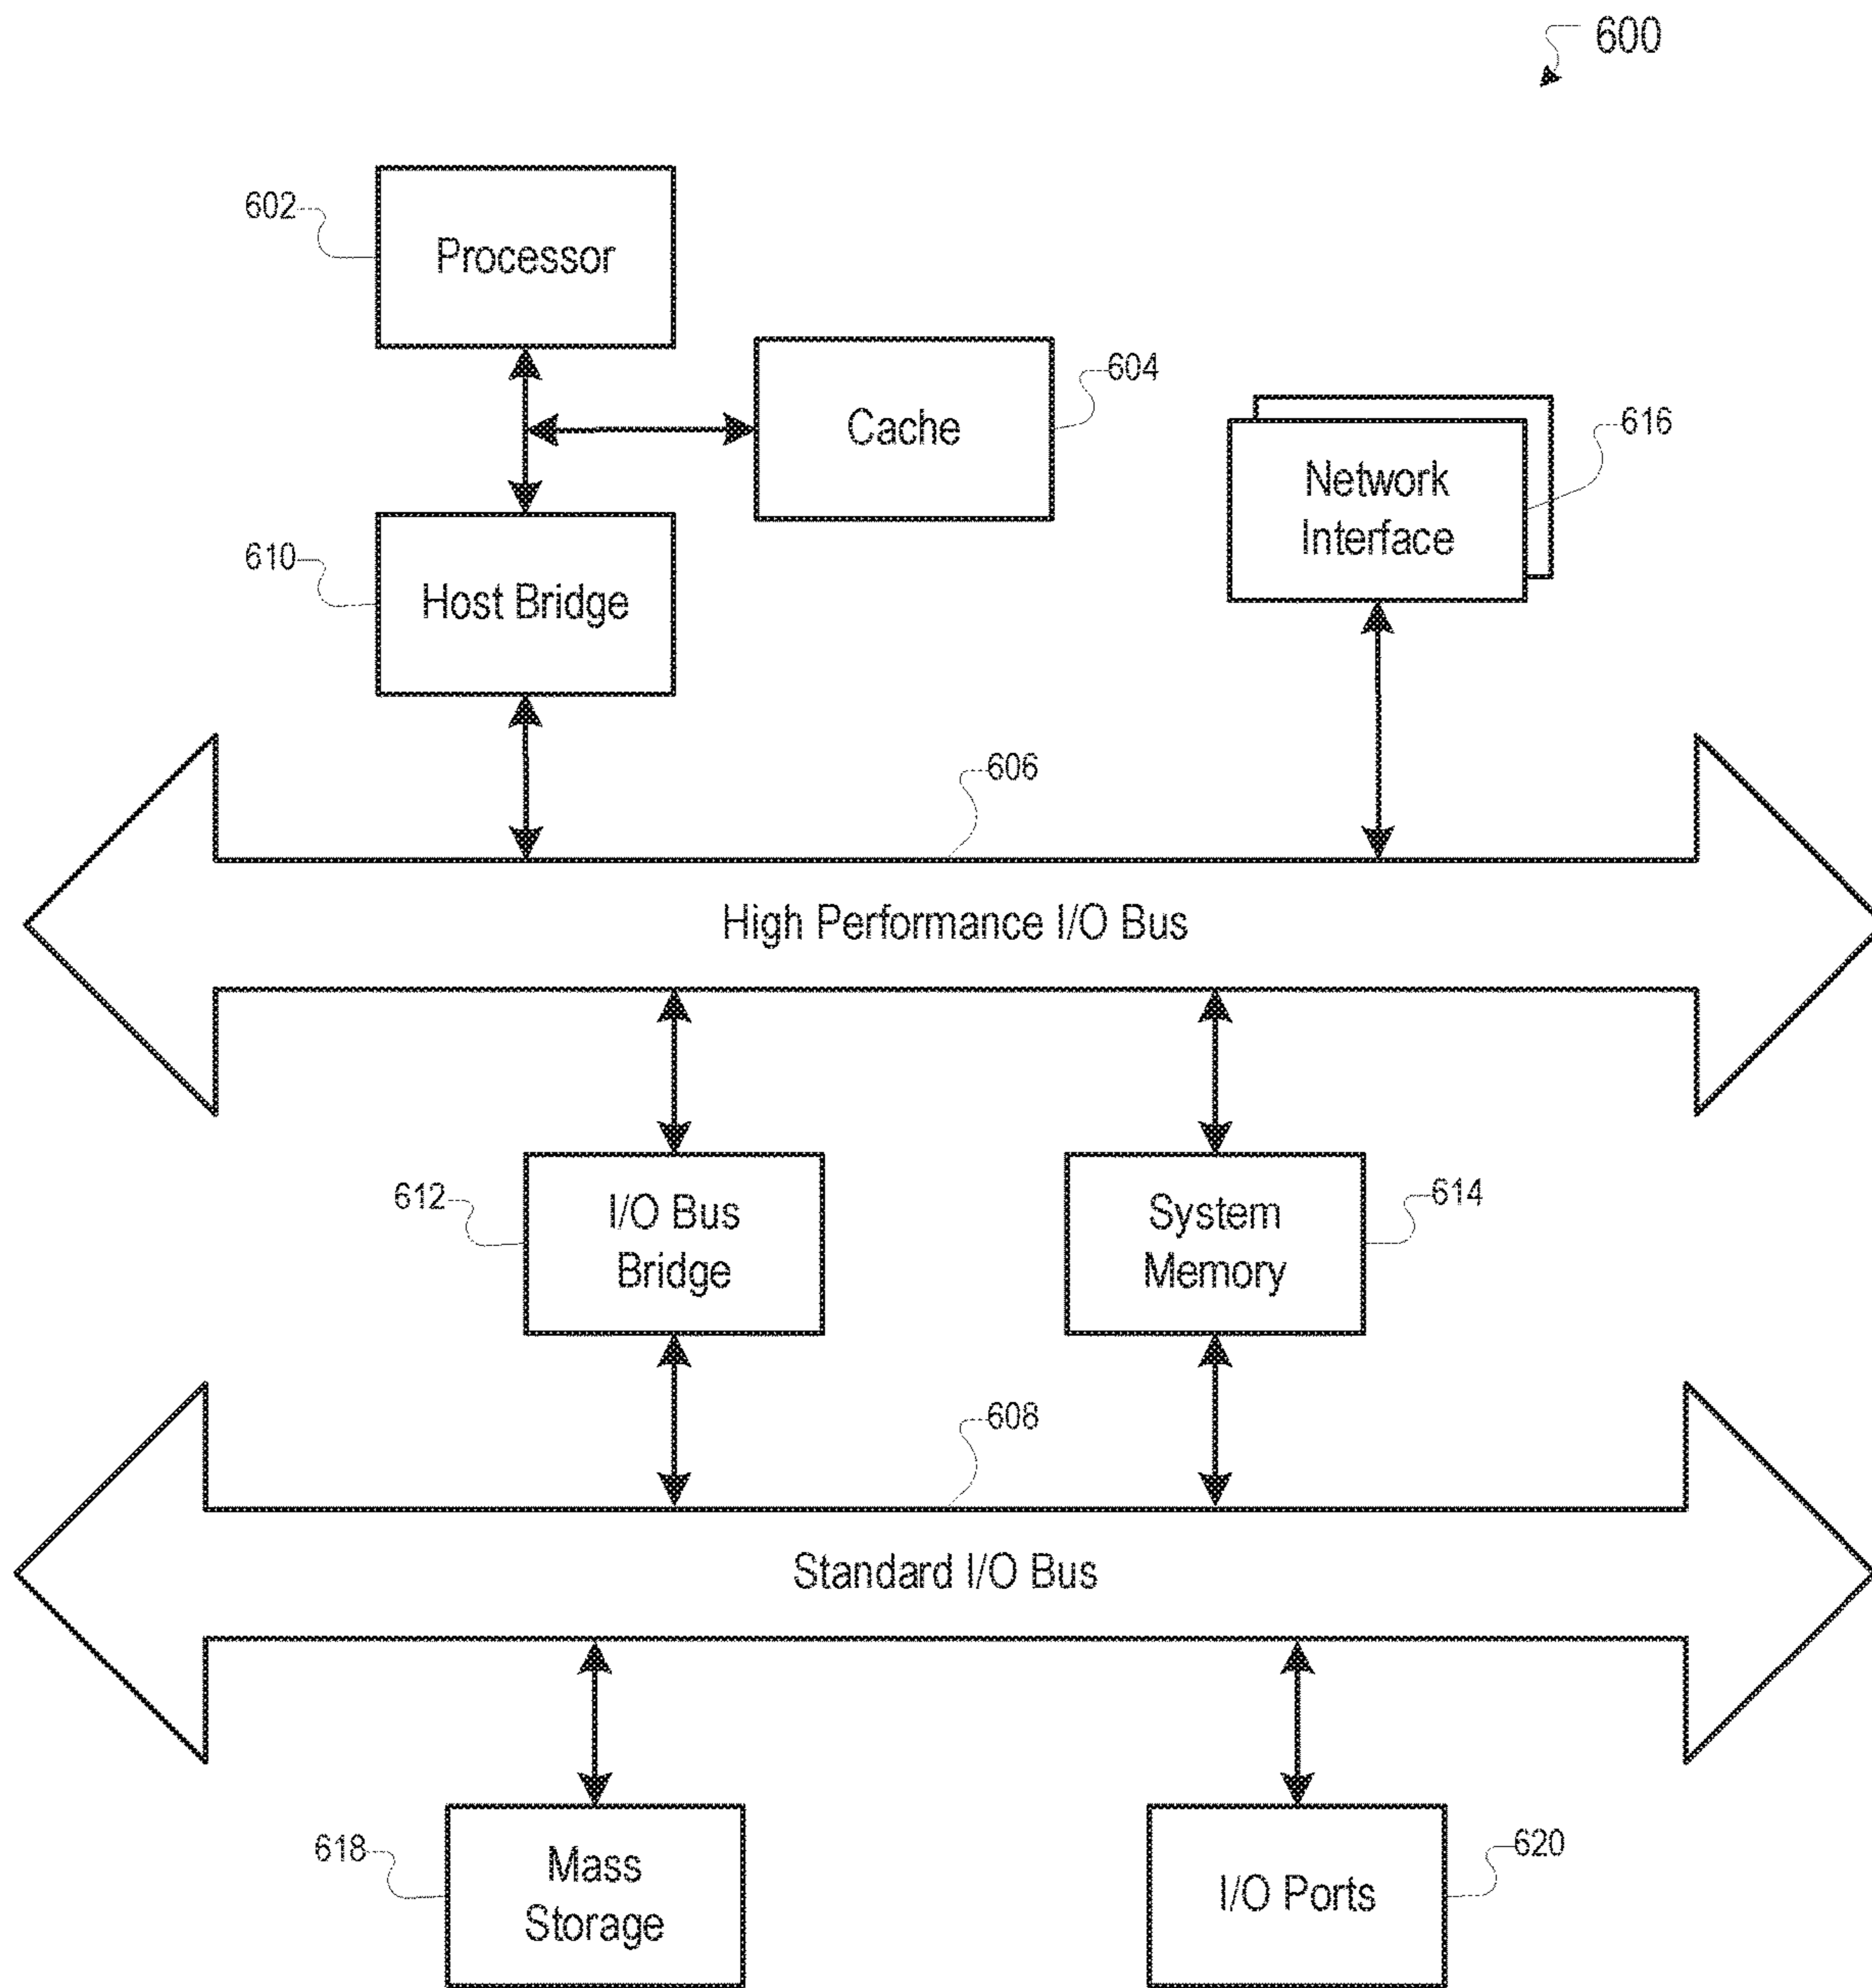 600
602
Processor
604
Cache
616
Network
Interface
610
Host Bridge
606
High Performance I/O Bus
612
I/O Bus
Bridge
614
System
Memory
608
Standard I/O Bus
618
Mass
Storage
620
I/O Ports